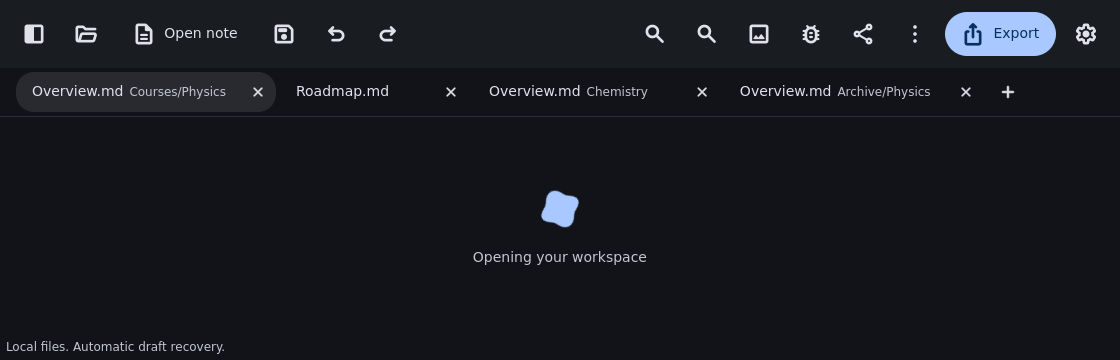 Open note
Export
Overview.md Courses/Physics
Roadmap.md
Overview.md Chemistry
Overview.md Archive/Physics
Opening your workspace
Local files. Automatic draft recovery.